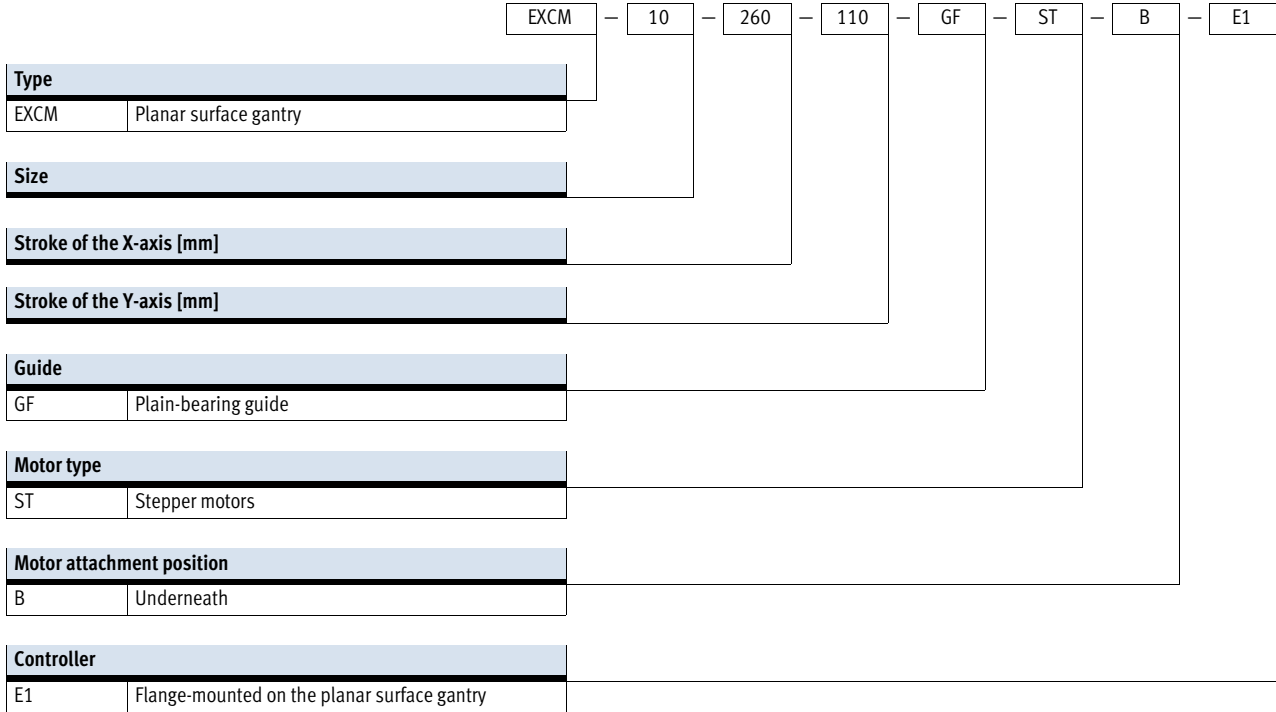 EXCM – 10 – 260 – 110 – GF – ST – B – E1
Type
EXCM Planar surface gantry
Size
Stroke of the X-axis [mm]
Stroke of the Y-axis [mm]
Guide
GF Plain-bearing guide
Motor type
ST Stepper motors
Motor attachment position
B Underneath
Controller
E1 Flange-mounted on the planar surface gantry